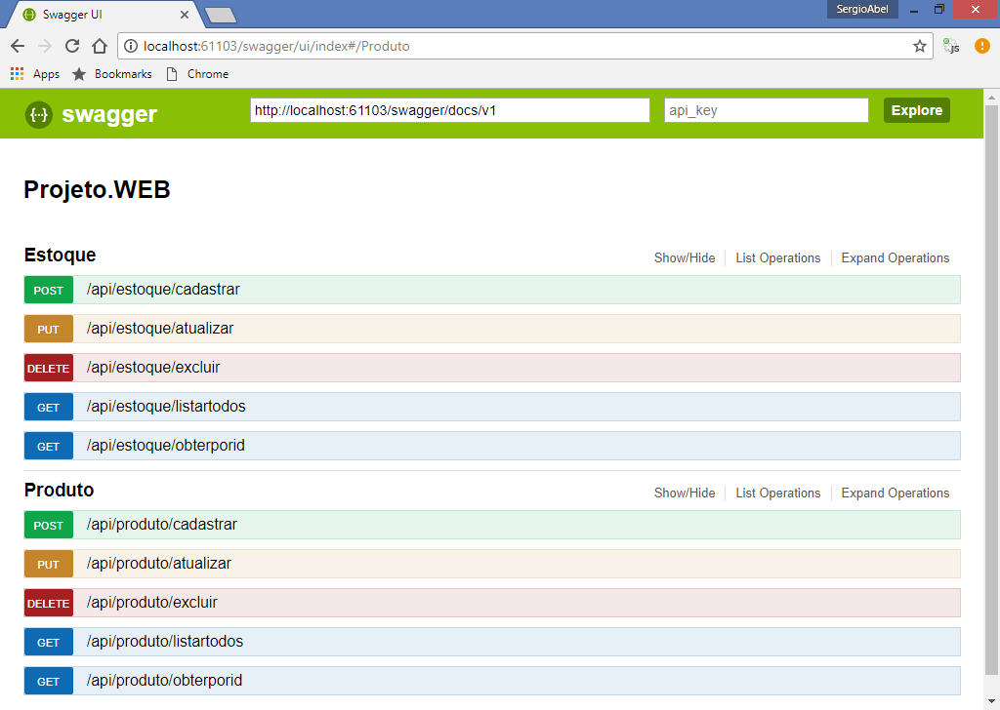 Swagger UI
SergioAbel
localhost:61103/swagger/ui/index#/Produto
js
Apps Bookmarks Chrome
{··} swagger http://localhost:61103/swagger/docs/v1 api_key Explore
Projeto.WEB
Estoque Show/Hide List Operations Expand Operations
POST /api/estoque/cadastrar
PUT /api/estoque/atualizar
DELETE /api/estoque/excluir
GET /api/estoque/listartodos
GET /api/estoque/obterporid
Produto Show/Hide List Operations Expand Operations
POST /api/produto/cadastrar
PUT /api/produto/atualizar
DELETE /api/produto/excluir
GET /api/produto/listartodos
GET /api/produto/obterporid